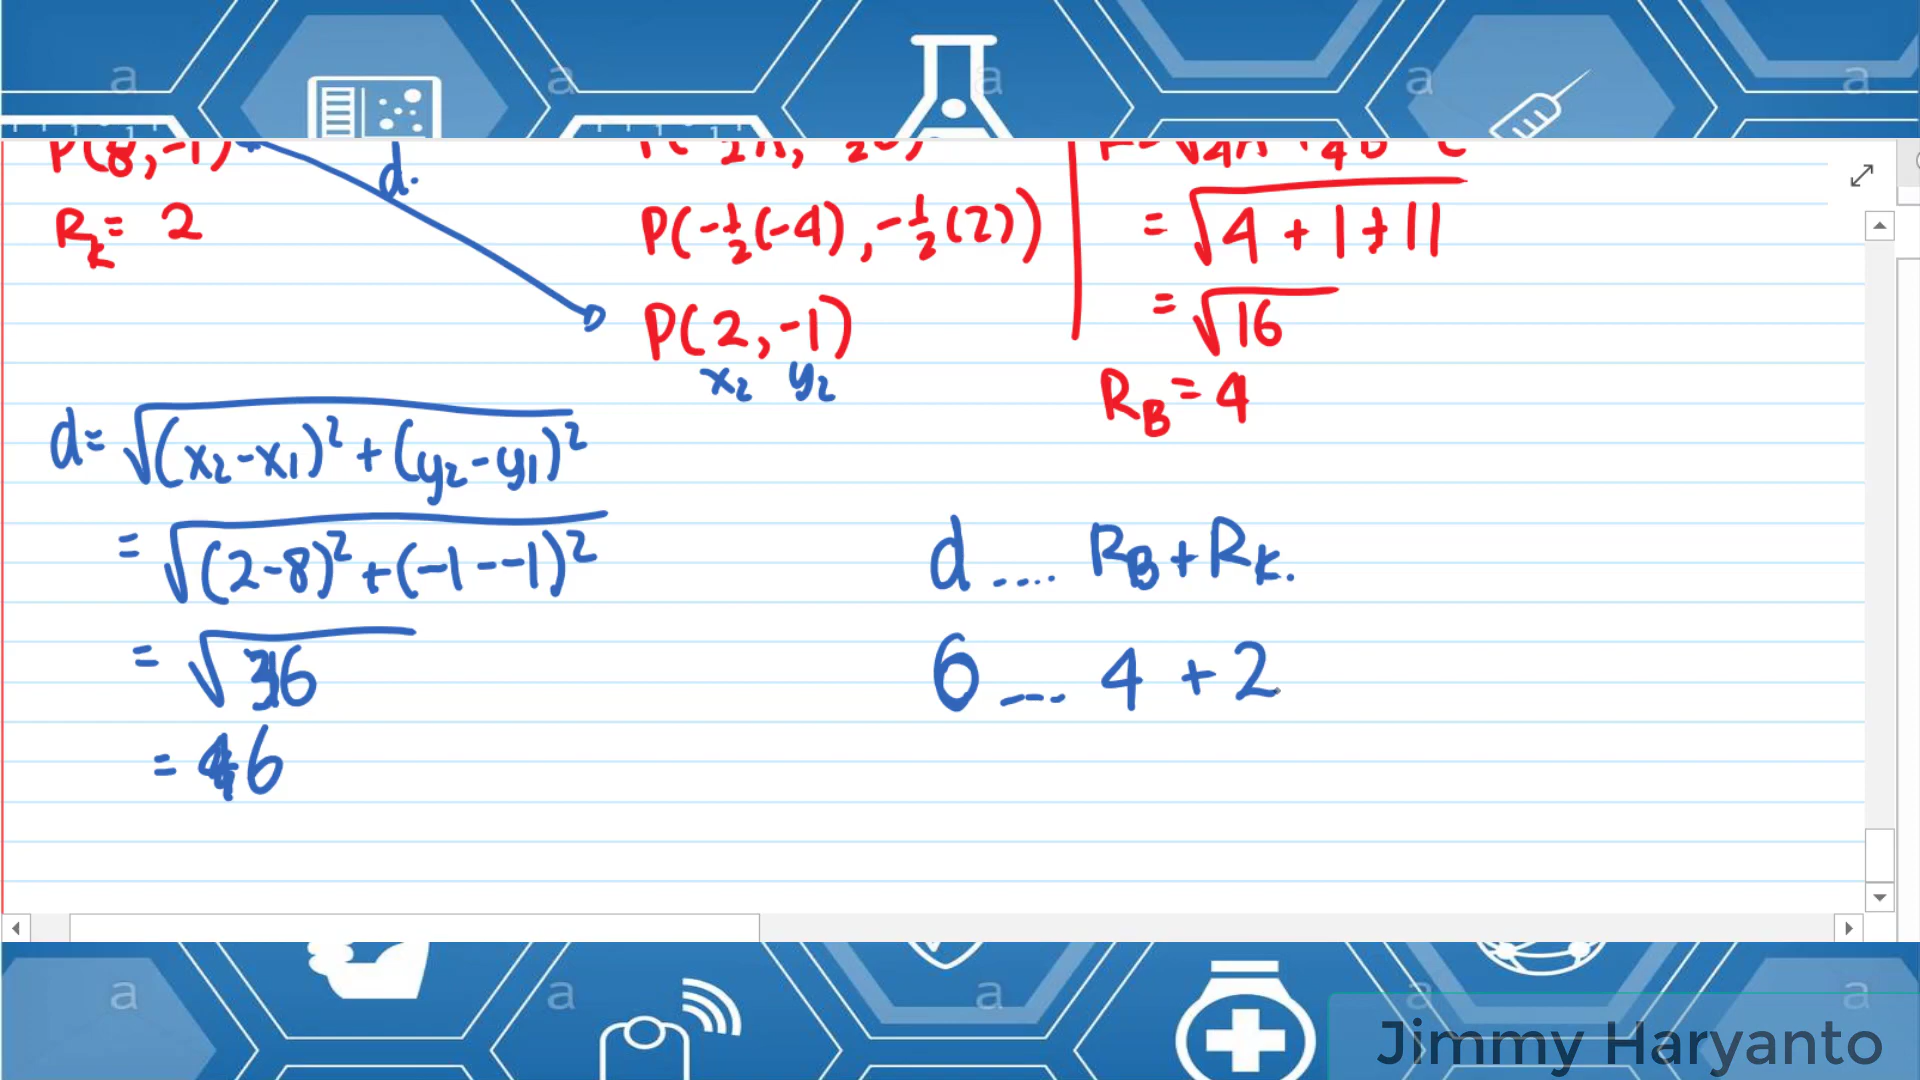 P(8,-1)
d.
R_k = 2
P(-½(-4), -½(2))
= √(4 + 1 + 11)
P(2, -1)
x₂ y₂
= √16
R_B = 4
d = √((x₂-x₁)² + (y₂-y₁)²)
= √((2-8)² + (-1--1)²)
= √36
= 6
d .... R_B + R_K.
6 ... 4 + 2
Jimmy Haryanto